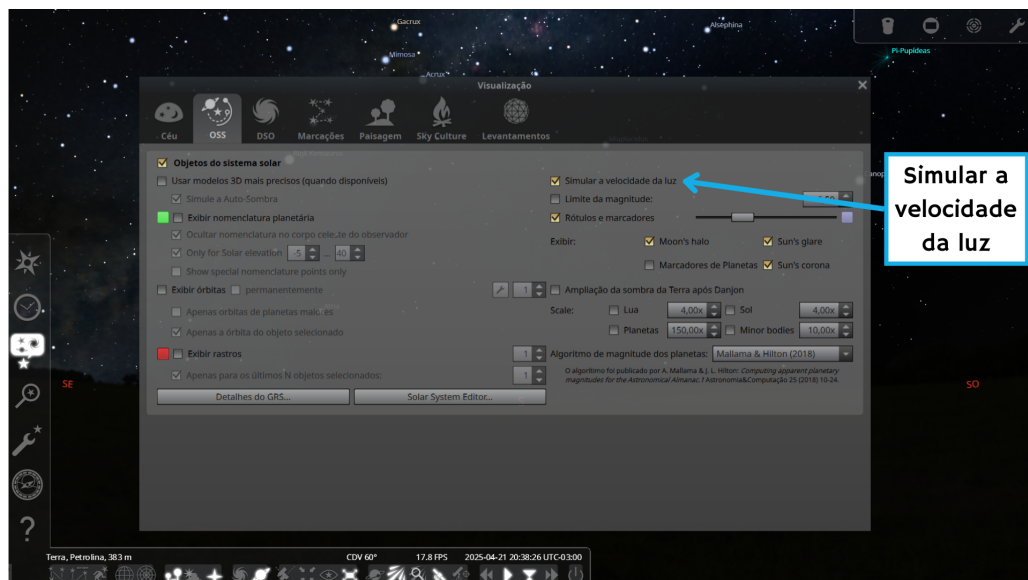 Gacrux
Alsephina
Mimosa
Pi-Pupideas
Acrux
Visualização
Céu
OSS
DSO
Marcações
Paisagem
Sky Culture
Levantamentos
Objetos do sistema solar
Usar modelos 3D mais precisos (quando disponíveis)
Simule a Auto-Sombra
Exibir nomenclatura planetária
Ocultar nomenclatura no corpo celeste do observador
Only for Solar elevation -5 ... 40
Show special nomenclature points only
Exibir órbitas permanentemente 1
Apenas orbitas de planetas maiores
Apenas a órbita do objeto selecionado
Exibir rastros 1
Apenas para os últimos N objetos selecionados: 1
Detalhes do GRS...
Solar System Editor...
Simular a velocidade da luz
Limite da magnitude:
Rótulos e marcadores
Exibir: Moon's halo Sun's glare
Marcadores de Planetas Sun's corona
Ampliação da sombra da Terra após Danjon
Scale: Lua 4,00x Sol 4,00x
Planetas 150,00x Minor bodies 10,00x
Algoritmo de magnitude dos planetas: Mallama & Hilton (2018)
O algoritmo foi publicado por A. Mallama & J. L. Hilton: Computing apparent planetary
magnitudes for the Astronomical Almanac. f Astronomia&Computação 25 (2018) 10-24.
Simular a
velocidade
da luz
SE
SO
Terra, Petrolina, 383 m
CDV 60°
17.8 FPS
2025-04-21 20:38:26 UTC-03:00